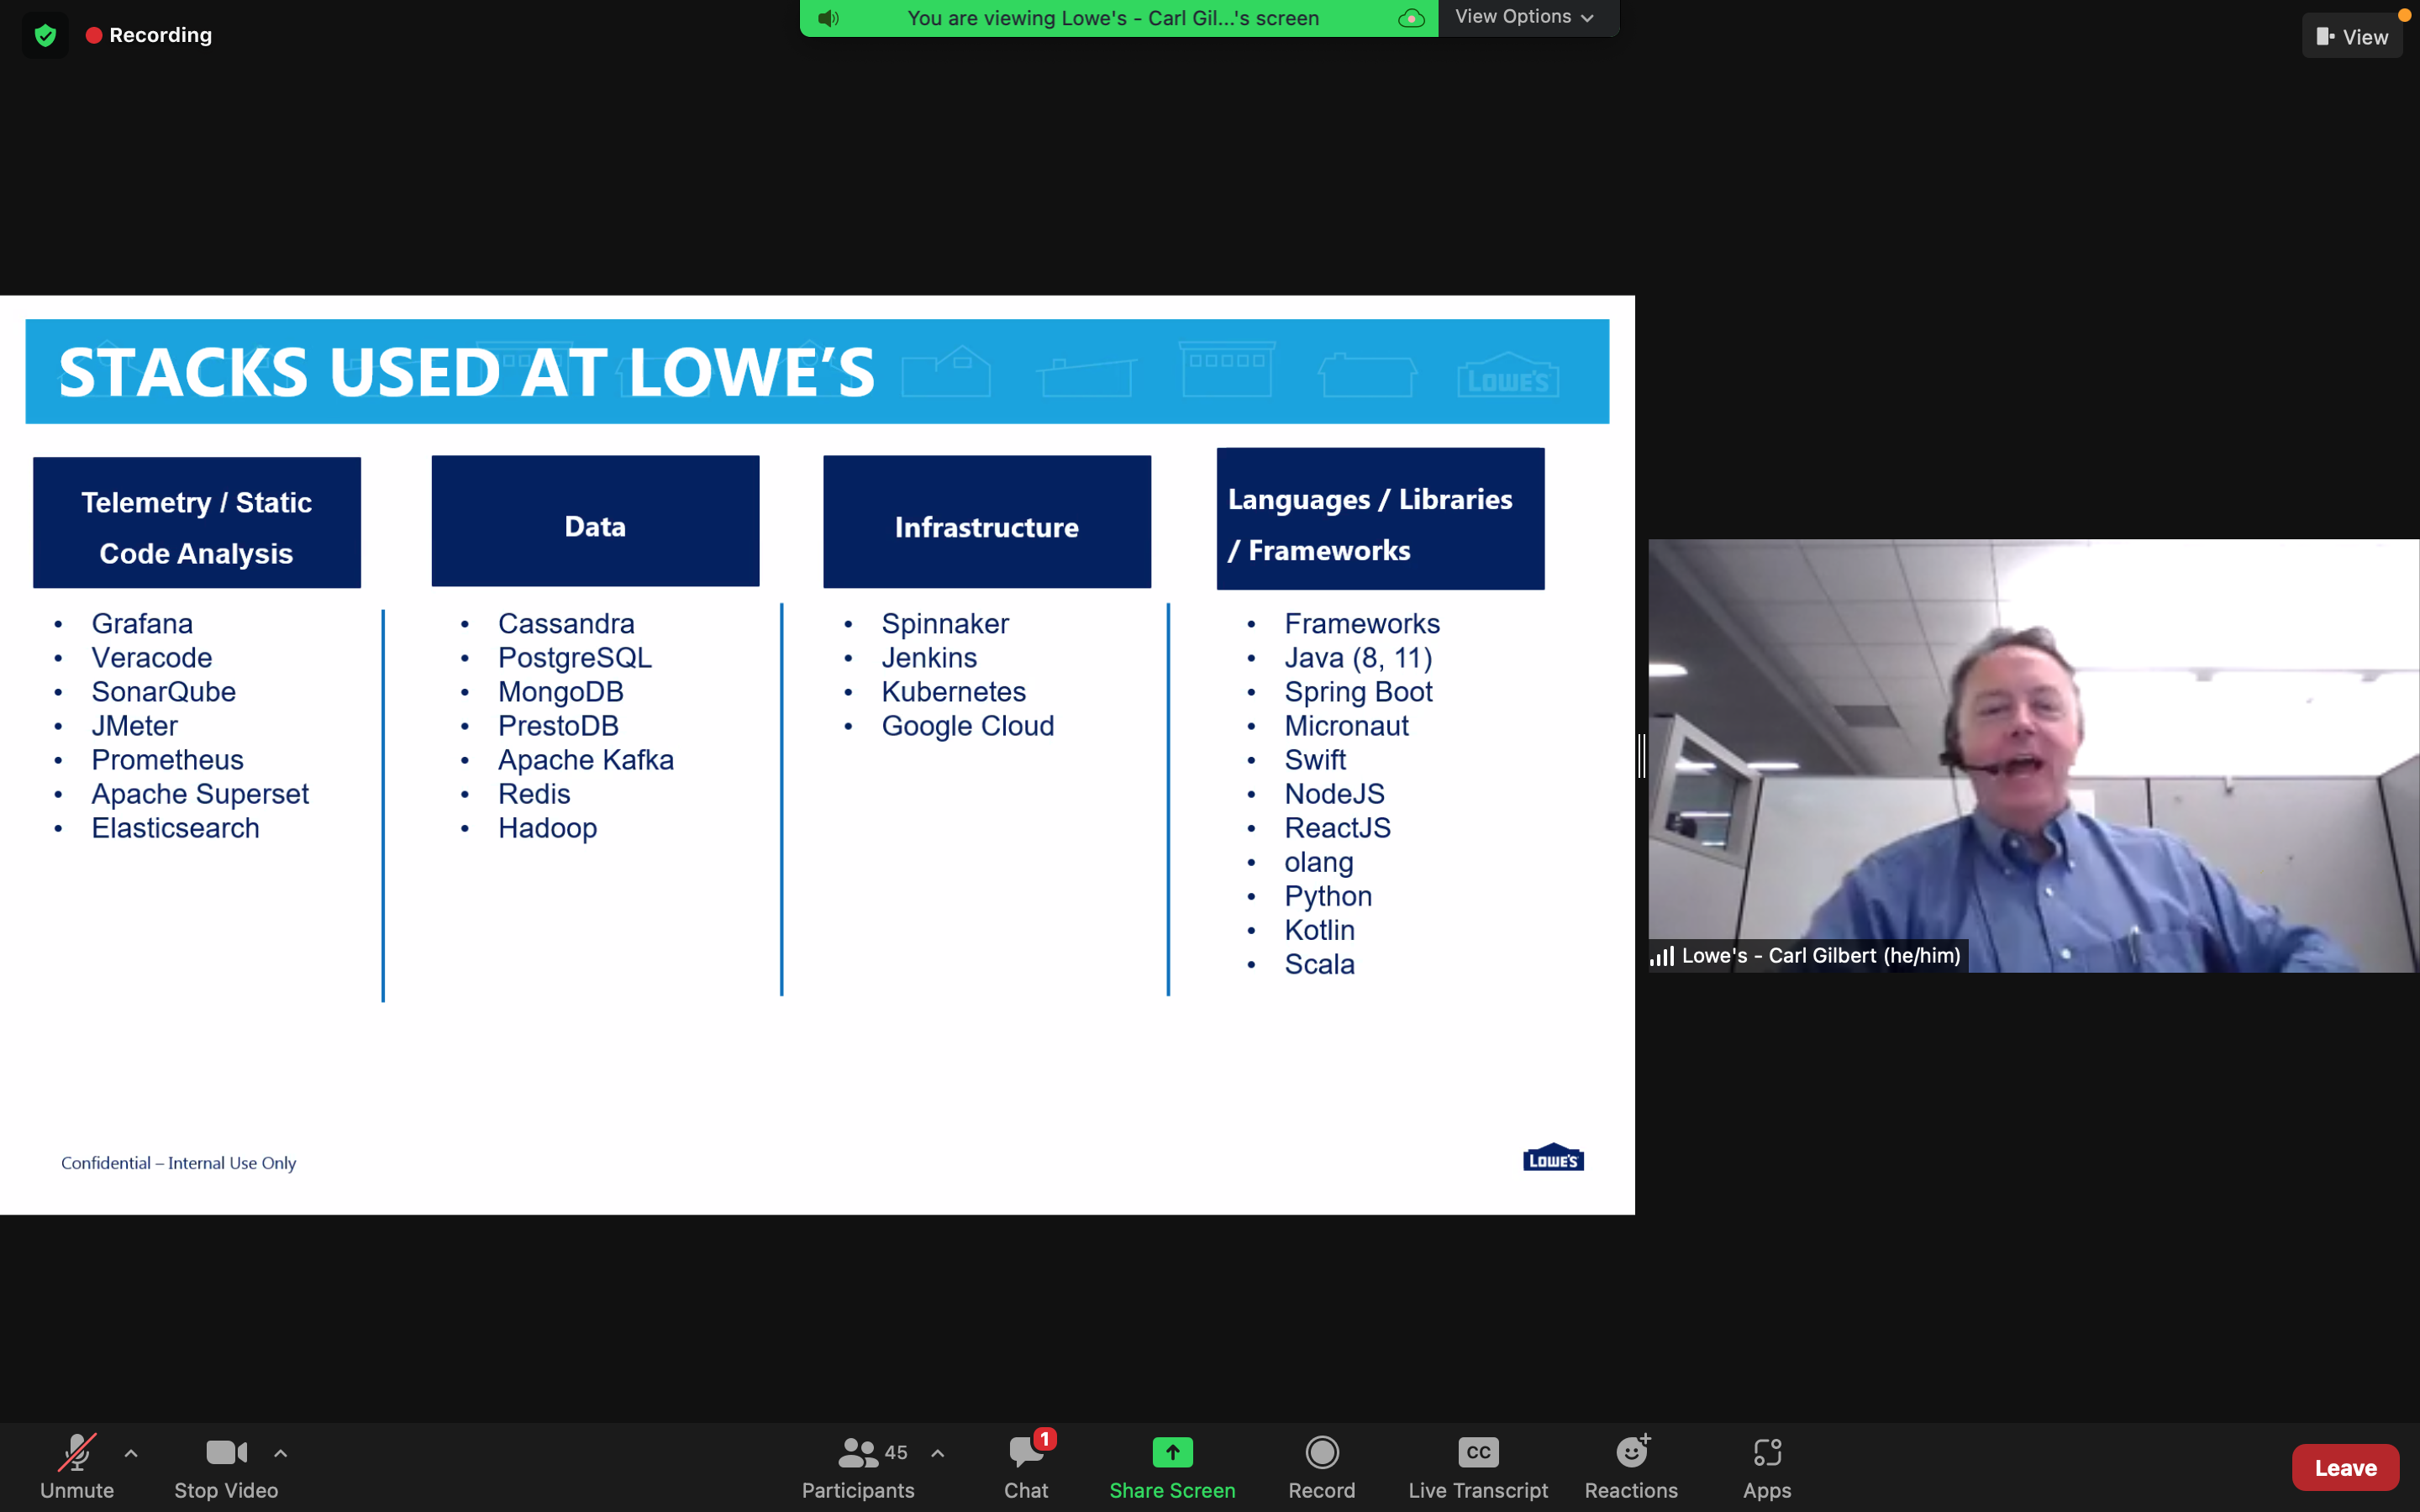 Recording
You are viewing Lowe's - Carl Gil...'s screen
View Options
View
STACKS USED AT LOWE'S
LOWE'S
Telemetry / Static
Code Analysis
Grafana
Veracode
SonarQube
JMeter
Prometheus
Apache Superset
Elasticsearch
Data
Cassandra
PostgreSQL
MongoDB
PrestoDB
Apache Kafka
Redis
Hadoop
Infrastructure
Spinnaker
Jenkins
Kubernetes
Google Cloud
Languages / Libraries
/ Frameworks
Frameworks
Java (8, 11)
Spring Boot
Micronaut
Swift
NodeJS
ReactJS
olang
Python
Kotlin
Scala
Confidential – Internal Use Only
LOWE'S
Lowe's - Carl Gilbert (he/him)
Unmute
Stop Video
45
Participants
1
Chat
Share Screen
Record
CC
Live Transcript
Reactions
Apps
Leave